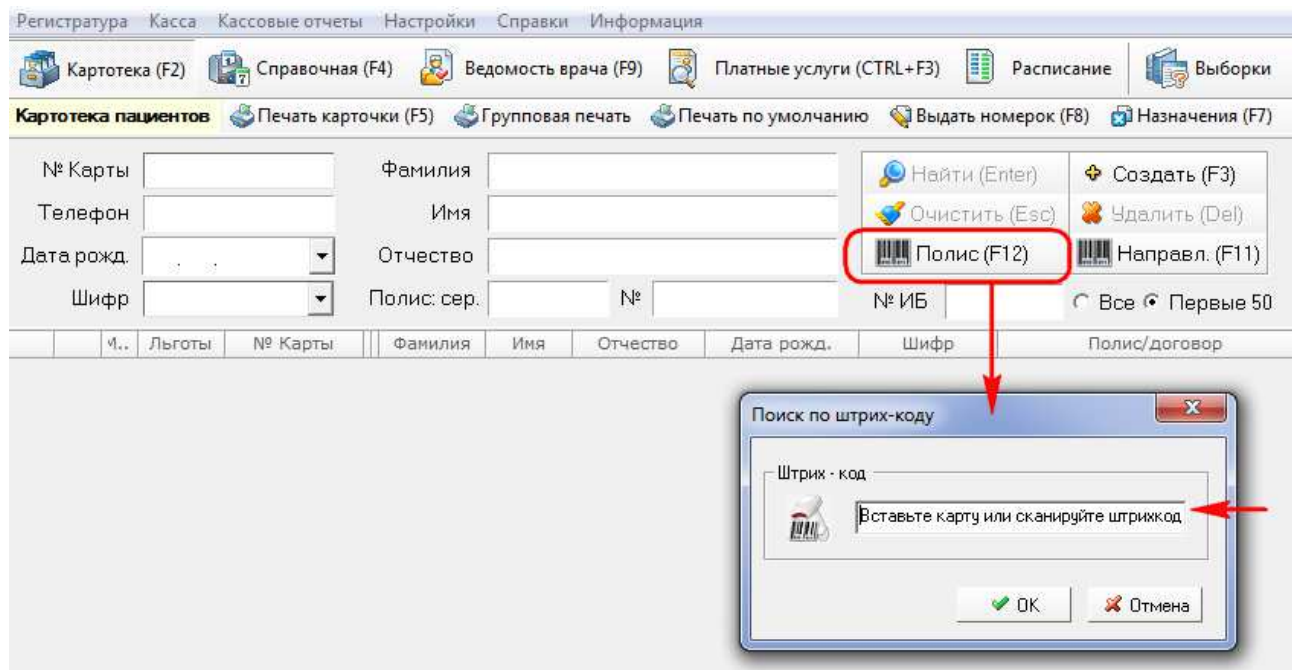 Регистратура Касса Кассовые отчеты Настройки Справки Информация
Картотека (F2) Справочная (F4) Ведомость врача (F9) Платные услуги (CTRL+F3) Расписание Выборки
Картотека пациентов Печать карточки (F5) Групповая печать Печать по умолчанию Выдать номерок (F8) Назначения (F7)
№ Карты Фамилия Найти (Enter) Создать (F3)
Телефон Имя Очистить (Esc) Удалить (Del)
Дата рожд. . . Отчество Полис (F12) Направл. (F11)
Шифр Полис: сер. № № ИБ Все Первые 50
Льготы № Карты Фамилия Имя Отчество Дата рожд. Шифр Полис/договор
Поиск по штрих-коду
Штрих - код
Вставьте карту или сканируйте штрихкод
OK Отмена